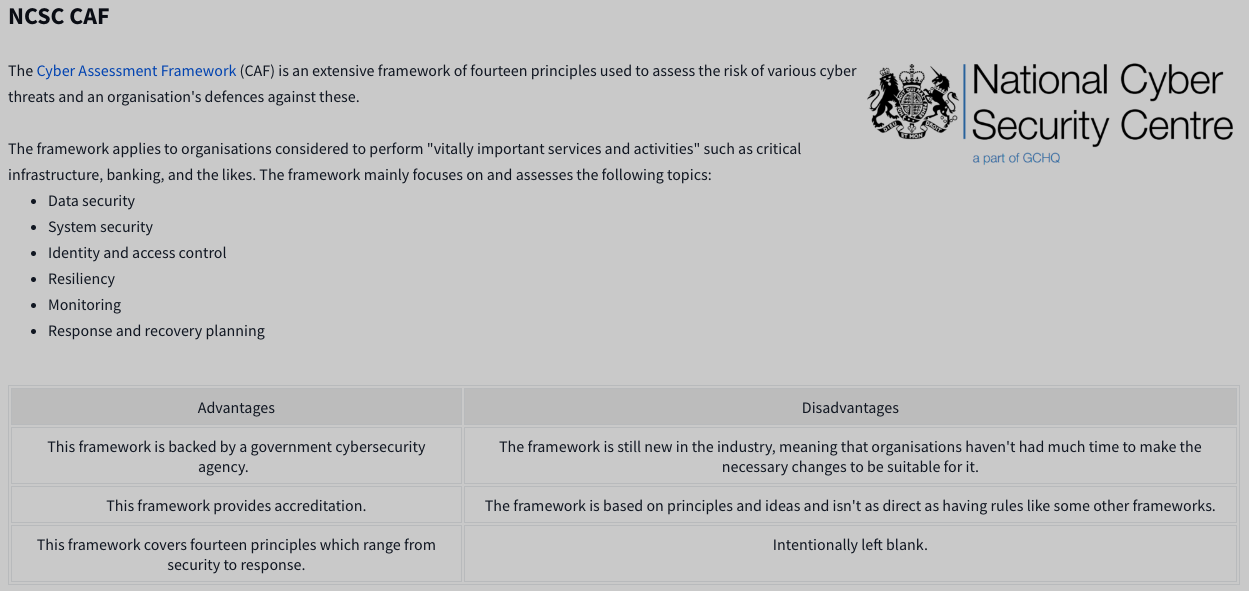 NCSC CAF
The Cyber Assessment Framework (CAF) is an extensive framework of fourteen principles used to assess the risk of various cyber
threats and an organisation's defences against these.
National Cyber
Security Centre
a part of GCHQ
The framework applies to organisations considered to perform "vitally important services and activities" such as critical
infrastructure, banking, and the likes. The framework mainly focuses on and assesses the following topics:
• Data security
• System security
• Identity and access control
• Resiliency
• Monitoring
• Response and recovery planning
Advantages
Disadvantages
This framework is backed by a government cybersecurity
agency.
The framework is still new in the industry, meaning that organisations haven't had much time to make the
necessary changes to be suitable for it.
This framework provides accreditation.
The framework is based on principles and ideas and isn't as direct as having rules like some other frameworks.
This framework covers fourteen principles which range from
security to response.
Intentionally left blank.